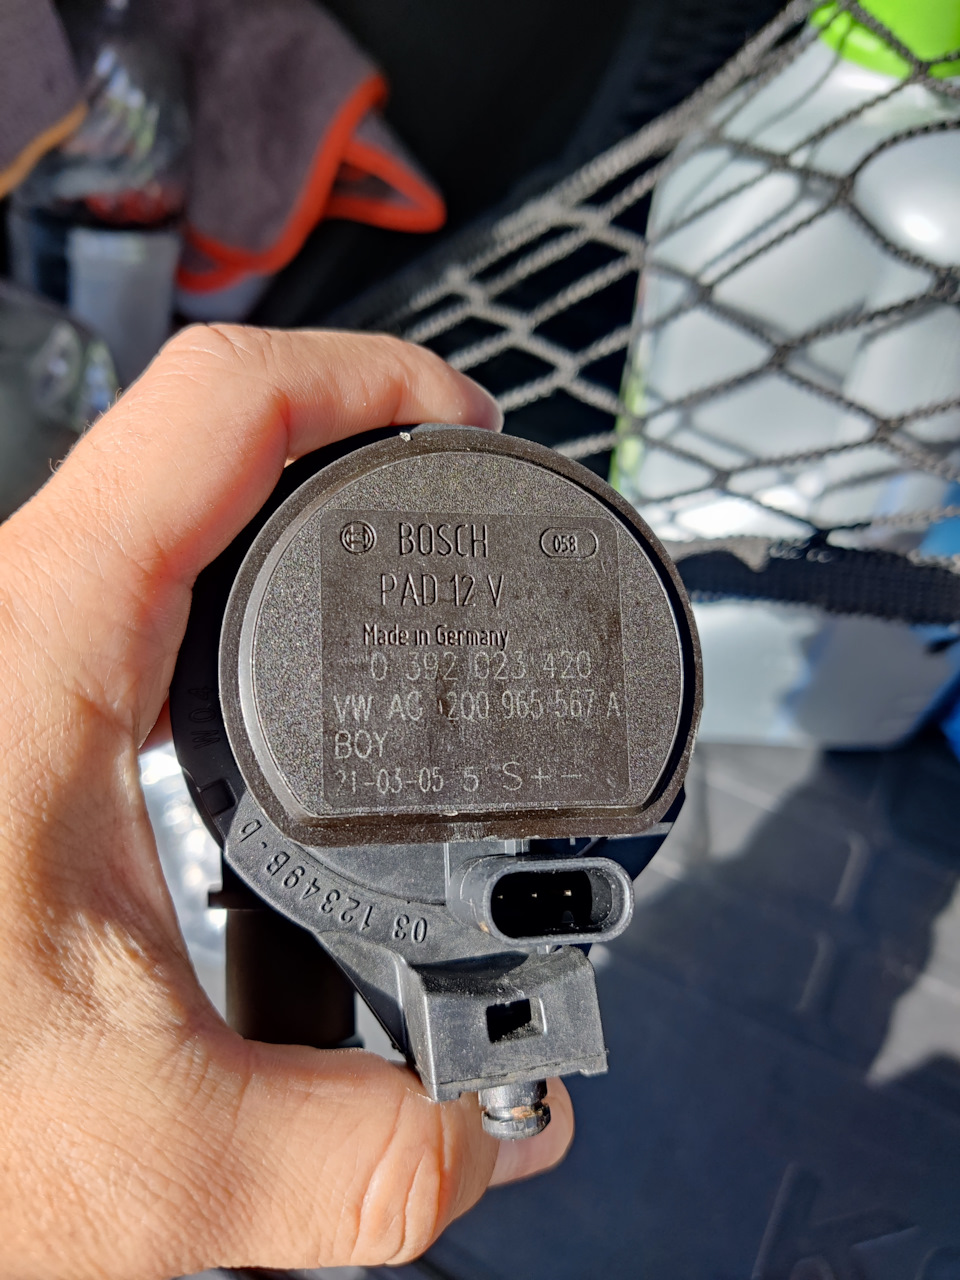 BOSCH 058
PAD 12 V
Made in Germany
0 392 023 420
VW AG 2Q0 965 567 A
BOY
21-03-05 5 S + -
03 12349B-b